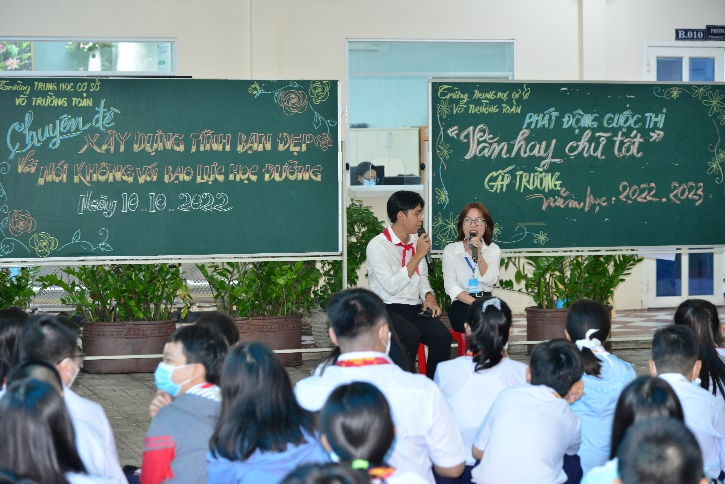 Trường TRUNG HỌC CƠ SỞ
VÕ TRƯỜNG TOẢN
Chuyên đề
XÂY DỰNG TÌNH BẠN ĐẸP
Và NÓI KHÔNG VỚI BẠO LỰC HỌC ĐƯỜNG
Ngày 10.10..2022
Trường TRUNG HỌC CƠ SỞ
VÕ TRƯỜNG TOẢN
PHÁT ĐỘNG CUỘC THI
"Văn hay chữ tốt"
CẤP TRƯỜNG
năm học..2022.2023
B.010